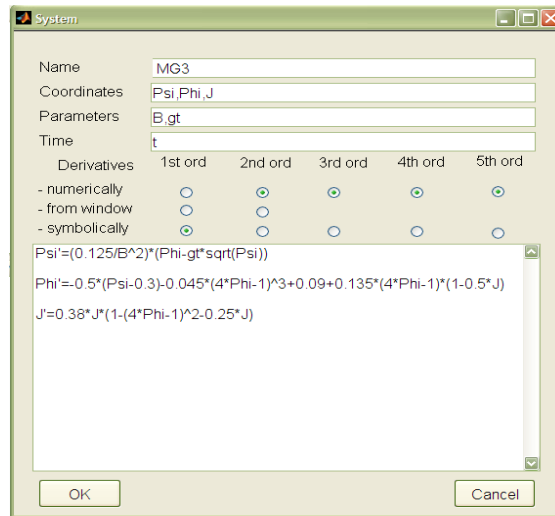 System
Name MG3
Coordinates Psi,Phi,J
Parameters B,gt
Time t
Derivatives 1st ord 2nd ord 3rd ord 4th ord 5th ord
- numerically
- from window
- symbolically
Psi'=(0.125/B^2)*(Phi-gt*sqrt(Psi))
Phi'=-0.5*(Psi-0.3)-0.045*(4*Phi-1)^3+0.09+0.135*(4*Phi-1)*(1-0.5*J)
J'=0.38*J*(1-(4*Phi-1)^2-0.25*J)
OK Cancel